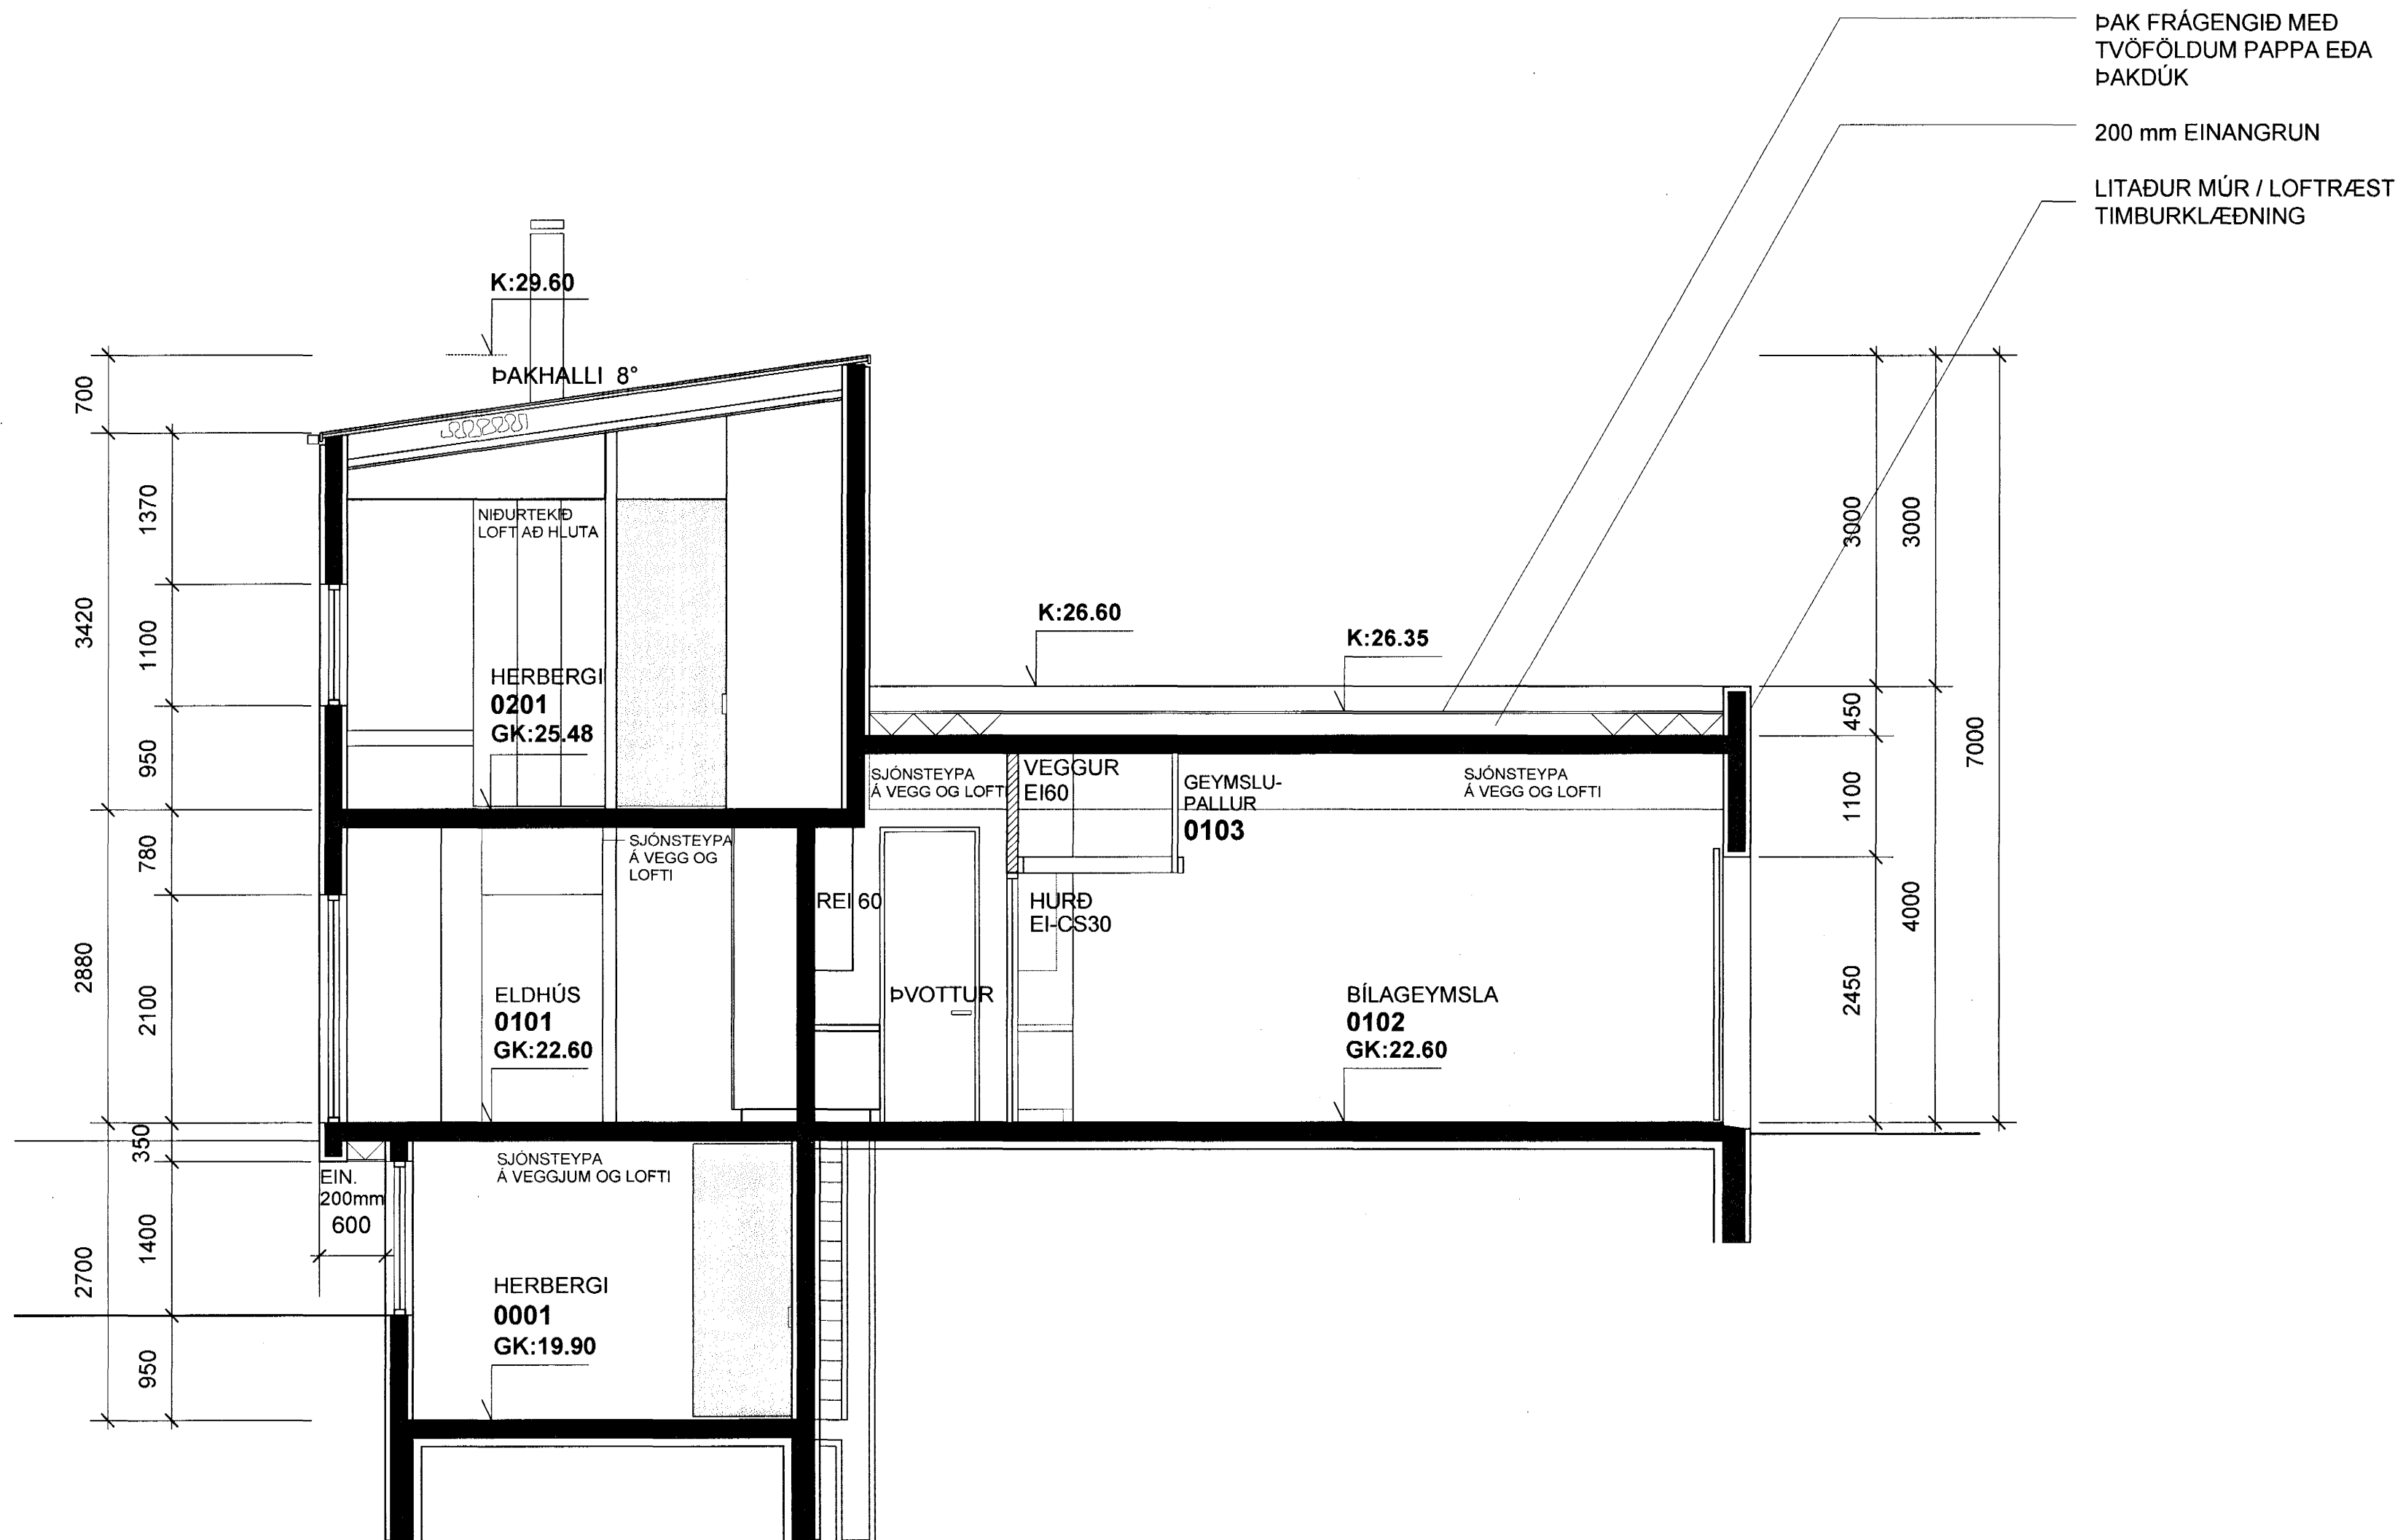 ÞAK FRÁGENGIÐ MEÐ
TVÖFÖLDUM PAPPA EÐA
ÞAKDÚK
200 mm EINANGRUN
LITAÐUR MÚR / LOFTRÆST
TIMBURKLÆÐNING
K:29.60
ÞAKHALLI 8°
700
3420
2880
2700
1370
1100
950
780
2100
350
1400
950
NIÐURTEKIÐ
LOFT AÐ HLUTA
HERBERGI
0201
GK:25.48
K:26.60
K:26.35
SJÓNSTEYPA
Á VEGG OG LOFTI
VEGGUR
EI60
GEYMSLU-
PALLUR
0103
SJÓNSTEYPA
Á VEGG OG LOFTI
SJÓNSTEYPA
Á VEGG OG
LOFTI
REI 60
HURÐ
EI-CS30
ELDHÚS
0101
GK:22.60
ÞVOTTUR
BÍLAGEYMSLA
0102
GK:22.60
EIN.
200mm
600
SJÓNSTEYPA
Á VEGGJUM OG LOFTI
HERBERGI
0001
GK:19.90
3000
3000
450
1100
2450
4000
7000